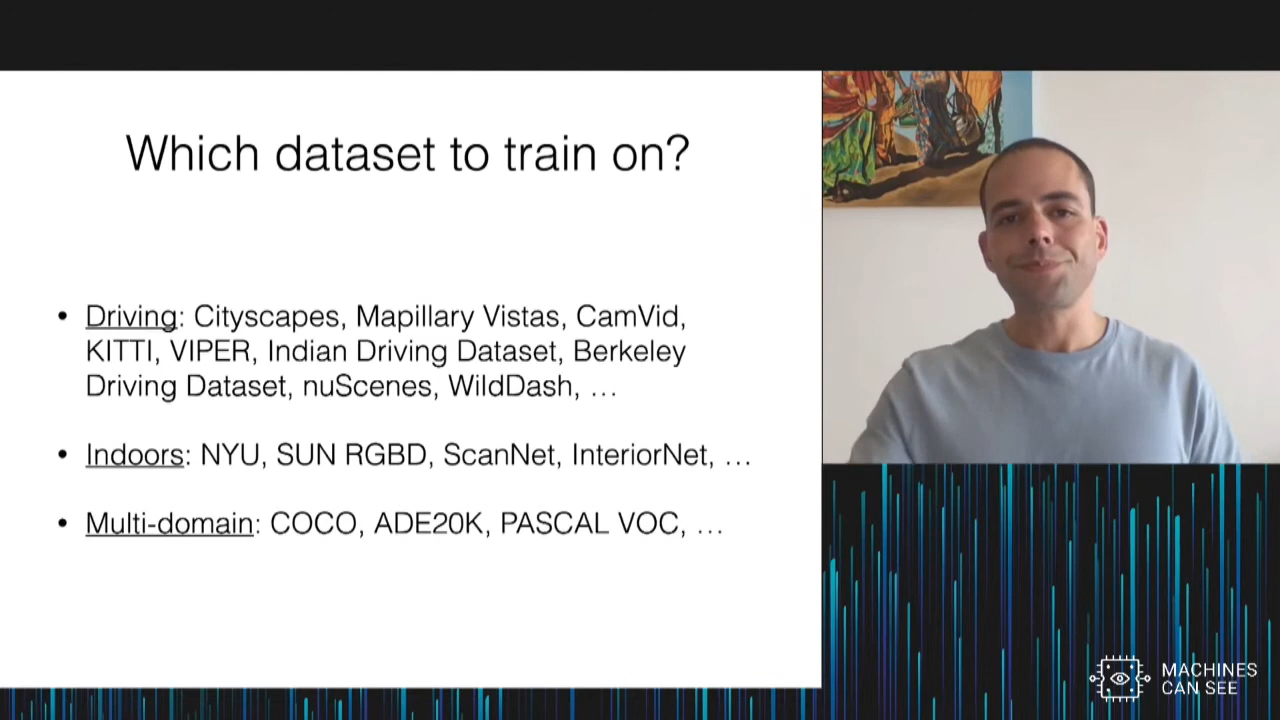 Which dataset to train on?
• Driving: Cityscapes, Mapillary Vistas, CamVid,
KITTI, VIPER, Indian Driving Dataset, Berkeley
Driving Dataset, nuScenes, WildDash, …
• Indoors: NYU, SUN RGBD, ScanNet, InteriorNet, …
• Multi-domain: COCO, ADE20K, PASCAL VOC, …
MACHINES
CAN SEE